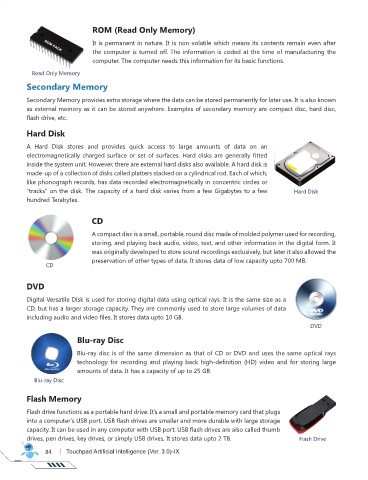 ROM (Read Only Memory)
It is permanent in nature. It is non-volatile which means its contents remain even after
the computer is turned off. The information is coded at the time of manufacturing the
computer. The computer needs this information for its basic functions.
Read Only Memory
Secondary Memory
Secondary Memory provides extra storage where the data can be stored permanently for later use. It is also known
as external memory as it can be stored anywhere. Examples of secondary memory are compact disc, hard disc,
flash drive, etc.
Hard Disk
A Hard Disk stores and provides quick access to large amounts of data on an
electromagnetically charged surface or set of surfaces. Hard disks are generally fitted
inside the system unit. However, there are external hard disks also available. A hard disk is
made-up of a collection of disks called platters stacked on a cylindrical rod. Each of which,
like phonograph records, has data recorded electromagnetically in concentric circles or
"tracks" on the disk. The capacity of a hard disk varies from a few Gigabytes to a few
hundred Terabytes.
Hard Disk
CD
A compact disc is a small, portable, round disc made of molded polymer used for recording,
storing, and playing back audio, video, text, and other information in the digital form. It
was originally developed to store sound recordings exclusively, but later it also allowed the
preservation of other types of data. It stores data of low capacity upto 700 MB.
CD
DVD
Digital Versatile Disk is used for storing digital data using optical rays. It is the same size as a
CD, but has a larger storage capacity. They are commonly used to store large volumes of data
including audio and video files. It stores data upto 10 GB.
DVD
DVD
Blu-ray Disc
Blu-ray disc is of the same dimension as that of CD or DVD and uses the same optical rays
technology for recording and playing back high-definition (HD) video and for storing large
amounts of data. It has a capacity of up to 25 GB.
Blu-ray Disc
Flash Memory
Flash drive functions as a portable hard drive. It's a small and portable memory card that plugs
into a computer's USB port. USB flash drives are smaller and more durable with large storage
capacity. It can be used in any computer with USB port. USB flash drives are also called thumb
drives, pen drives, key drives, or simply USB drives. It stores data upto 2 TB.
Flash Drive
84 | Touchpad Artificial Intelligence (Ver. 3.0)-IX